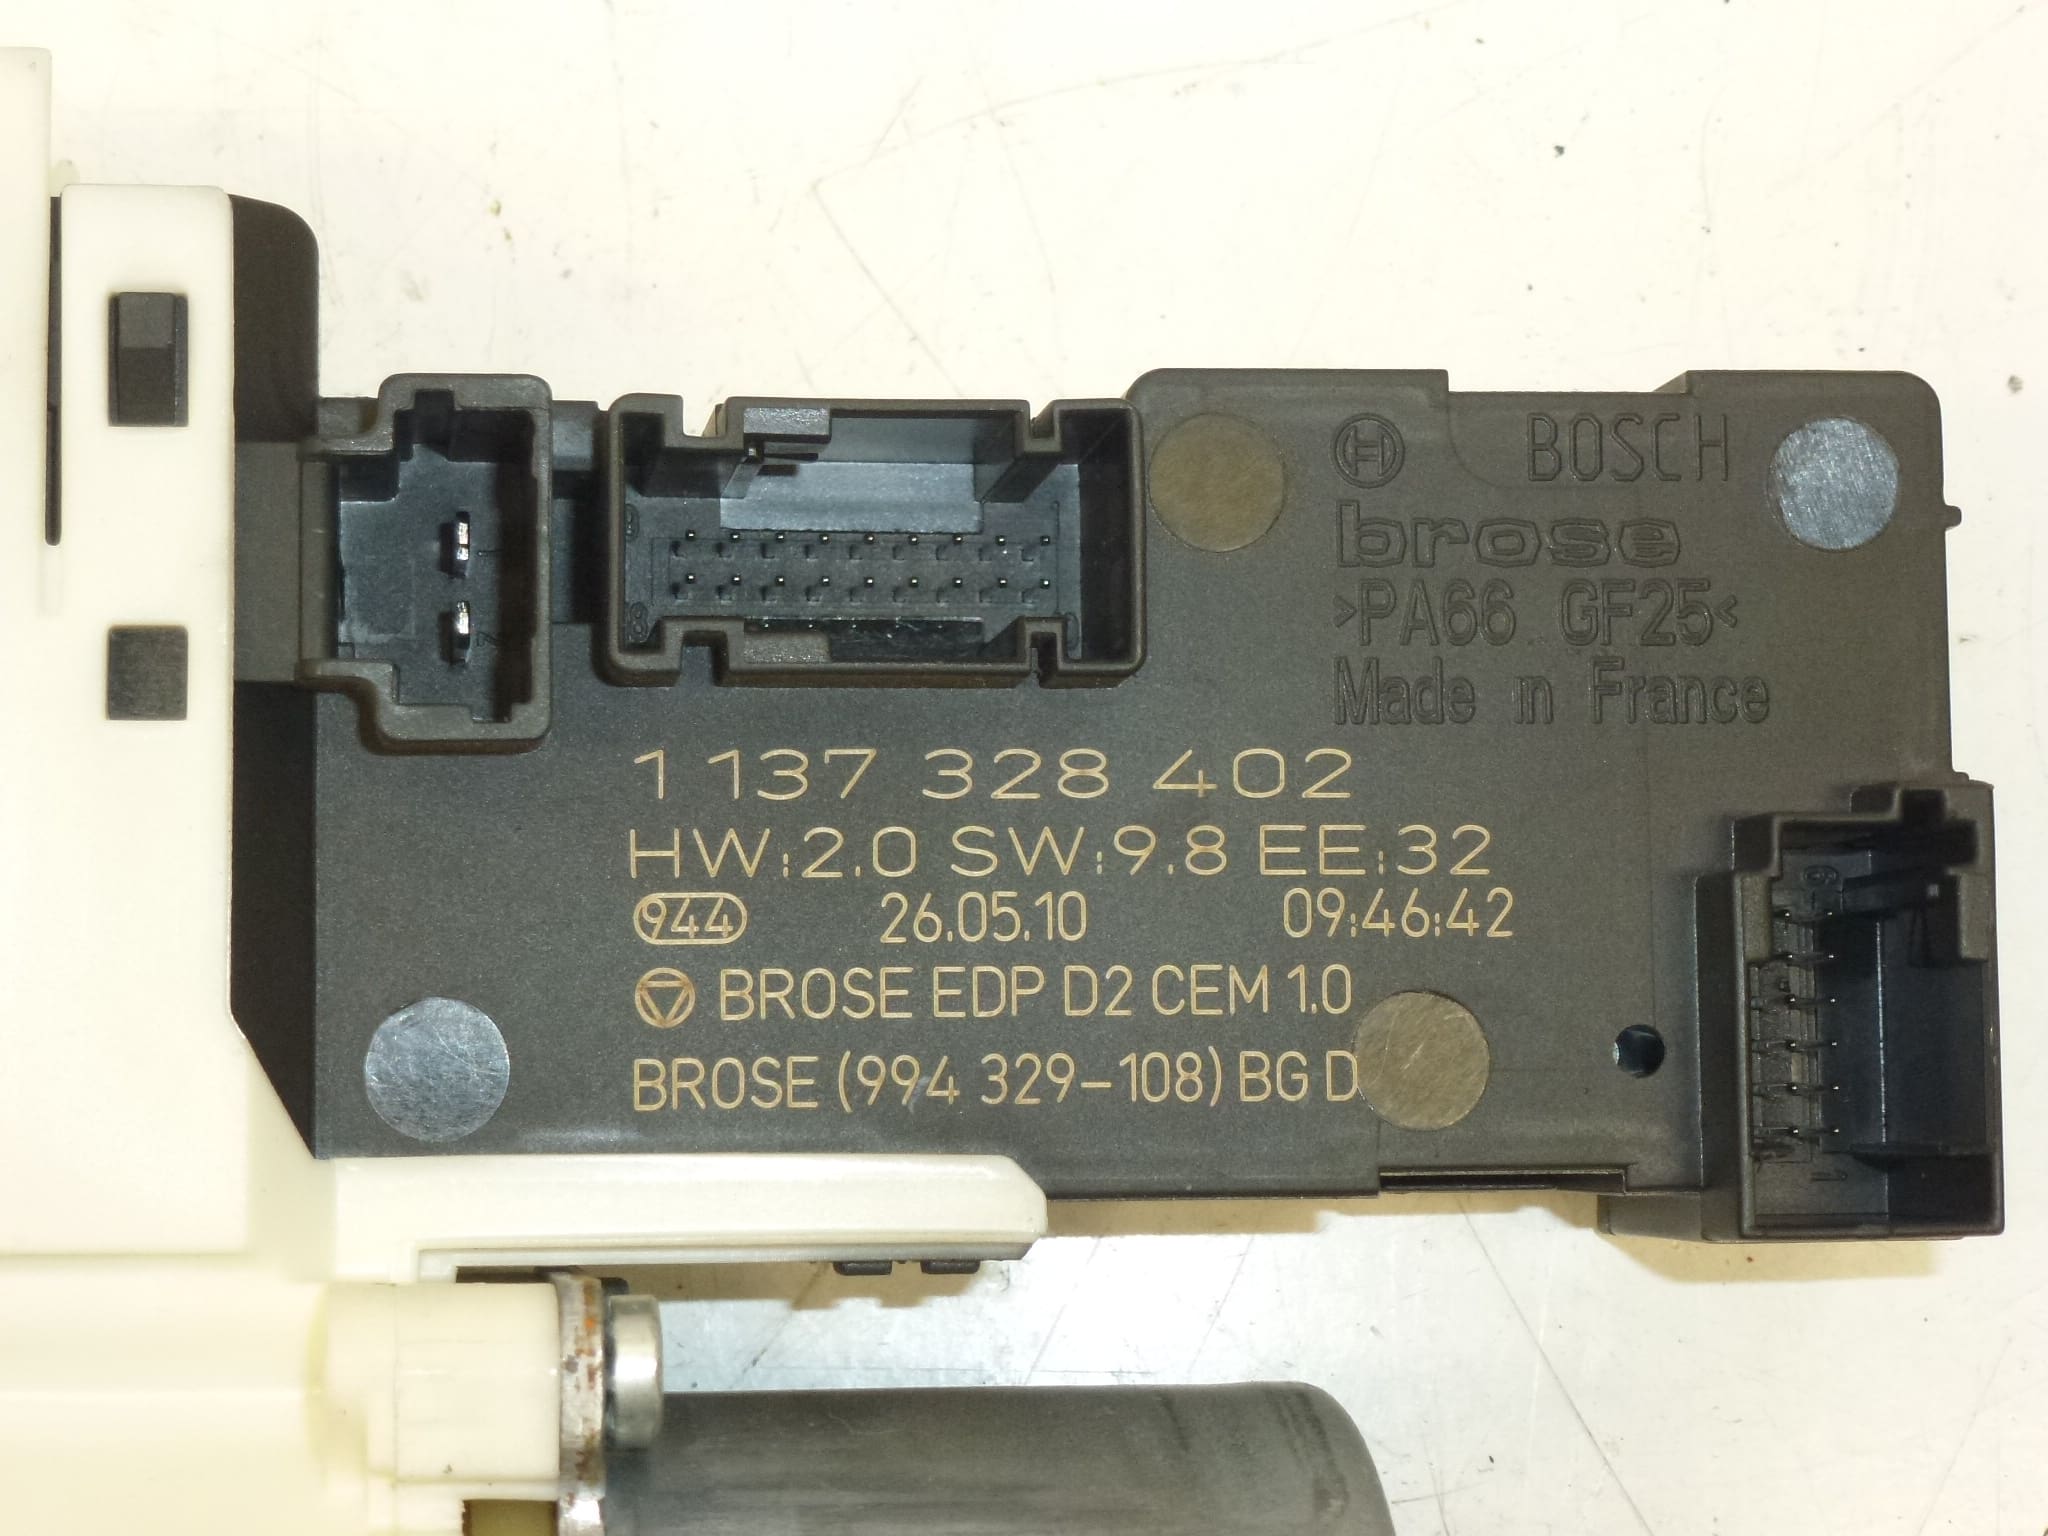 BOSCH
brose
>PA66 GF25<
Made in France
1 137 328 402
HW:2.0 SW:9.8 EE:32
944 26.05.10 09:46:42
BROSE EDP D2 CEM 1.0
BROSE (994 329-108) BG D